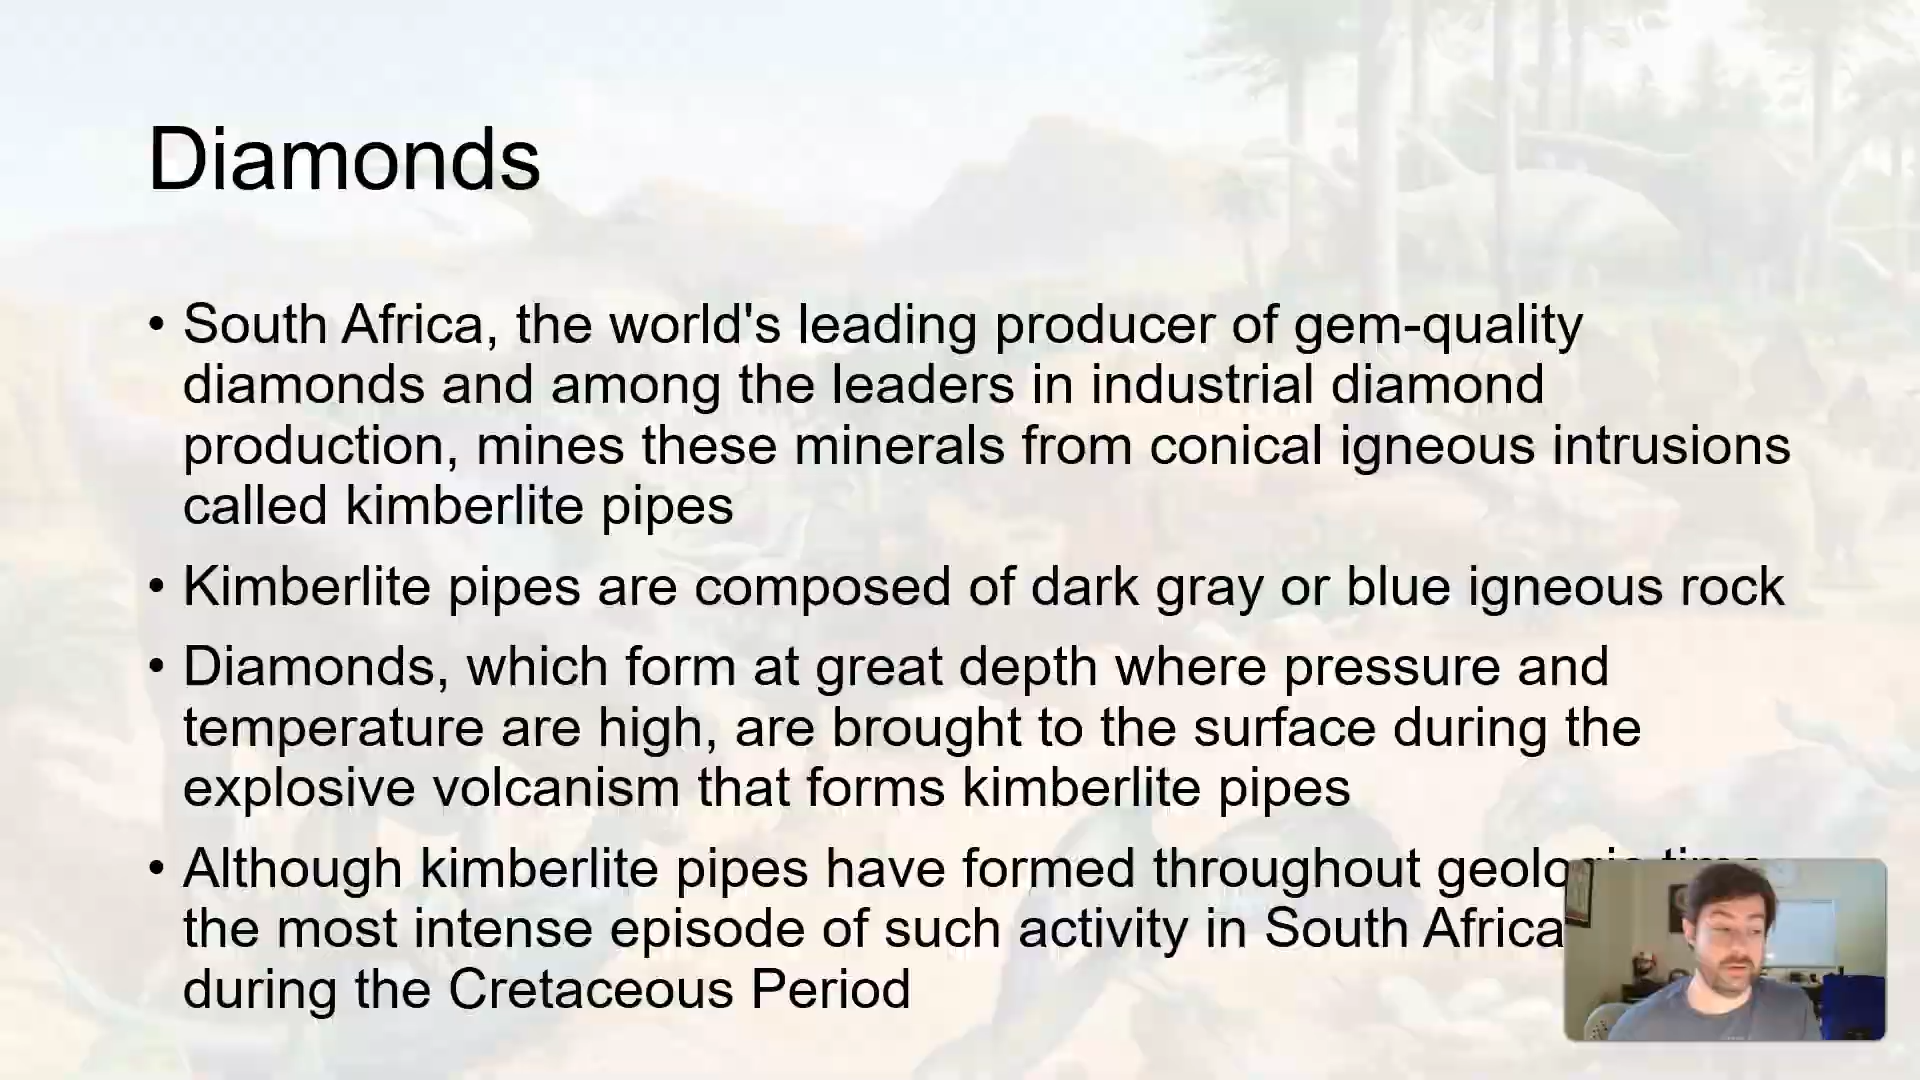 Diamonds
• South Africa, the world's leading producer of gem-quality
diamonds and among the leaders in industrial diamond
production, mines these minerals from conical igneous intrusions
called kimberlite pipes
• Kimberlite pipes are composed of dark gray or blue igneous rock
• Diamonds, which form at great depth where pressure and
temperature are high, are brought to the surface during the
explosive volcanism that forms kimberlite pipes
• Although kimberlite pipes have formed throughout geologic time
the most intense episode of such activity in South Africa
during the Cretaceous Period